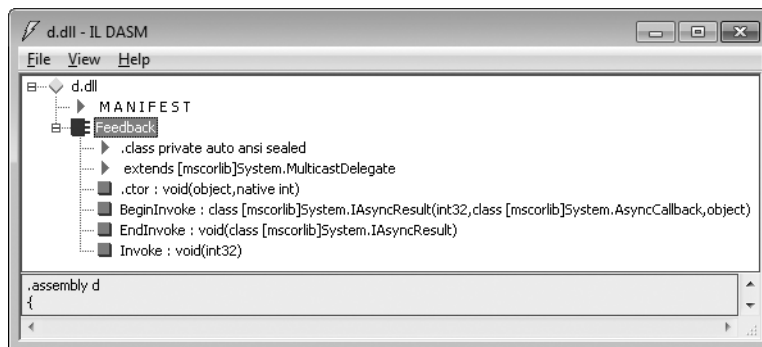 d.dll - IL DASM
File View Help
d.dll
MANIFEST
Feedback
.class private auto ansi sealed
extends [mscorlib]System.MulticastDelegate
.ctor : void(object,native int)
BeginInvoke : class [mscorlib]System.IAsyncResult(int32,class [mscorlib]System.AsyncCallback,object)
EndInvoke : void(class [mscorlib]System.IAsyncResult)
Invoke : void(int32)
.assembly d
{